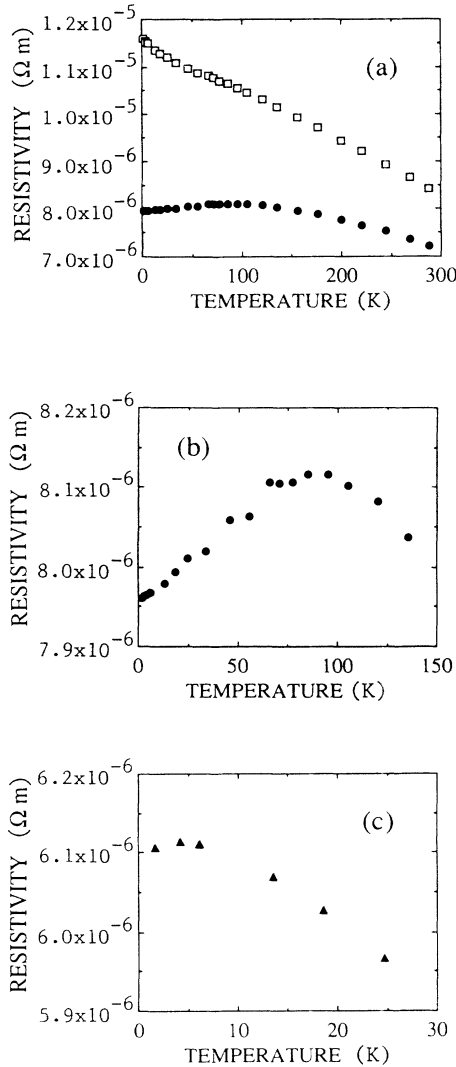 1.2x10⁻⁵
(a)
1.1x10⁻⁵
1.0x10⁻⁵
9.0x10⁻⁶
8.0x10⁻⁶
7.0x10⁻⁶
RESISTIVITY (Ω m)
0 100 200 300
TEMPERATURE (K)
8.2x10⁻⁶
(b)
8.1x10⁻⁶
8.0x10⁻⁶
7.9x10⁻⁶
RESISTIVITY (Ω m)
0 50 100 150
TEMPERATURE (K)
6.2x10⁻⁶
(c)
6.1x10⁻⁶
6.0x10⁻⁶
5.9x10⁻⁶
RESISTIVITY (Ω m)
0 10 20 30
TEMPERATURE (K)